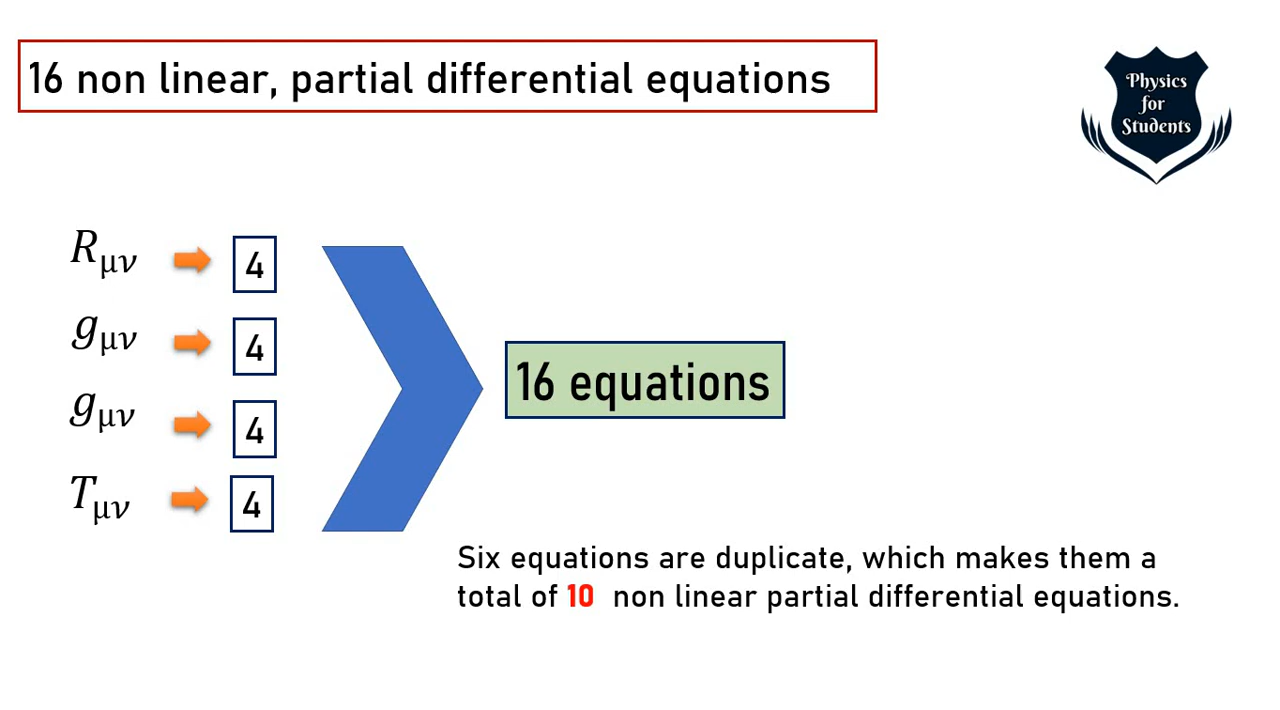 16 non linear, partial differential equations
Physics
for
Students
Rμν
4
gμν
4
gμν
4
Tμν
4
16 equations
Six equations are duplicate, which makes them a
total of 10 non linear partial differential equations.